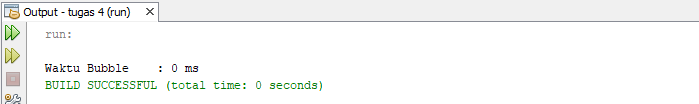 Output - tugas 4 (run)
run:
Waktu Bubble    : 0 ms
BUILD SUCCESSFUL (total time: 0 seconds)